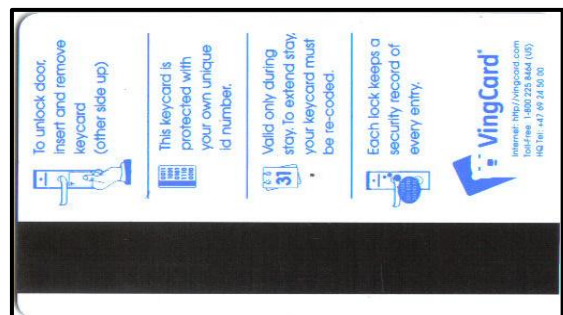 To unlock door,
insert and remove
keycard
(other side up)
This keycard is
protected with
your own unique
id number.
Valid only during
stay. To extend stay,
your keycard must
be re-coded.
31
Each lock keeps a
security record of
every entry.
VingCard®
Internet: http//vingcard.com
Toll-free 1-800 225 8464 (US)
HQ Tel: +47 69 24 50 00